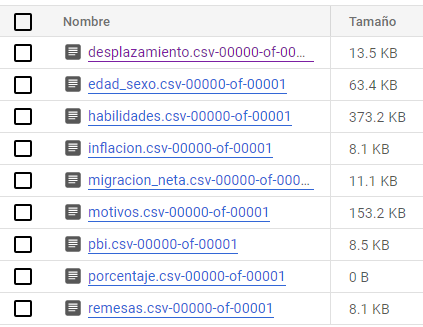 Nombre Tamaño
desplazamiento.csv-00000-of-00... 13.5 KB
edad_sexo.csv-00000-of-00001 63.4 KB
habilidades.csv-00000-of-00001 373.2 KB
inflacion.csv-00000-of-00001 8.1 KB
migracion_neta.csv-00000-of-000... 11.1 KB
motivos.csv-00000-of-00001 153.2 KB
pbi.csv-00000-of-00001 8.5 KB
porcentaje.csv-00000-of-00001 0 B
remesas.csv-00000-of-00001 8.1 KB